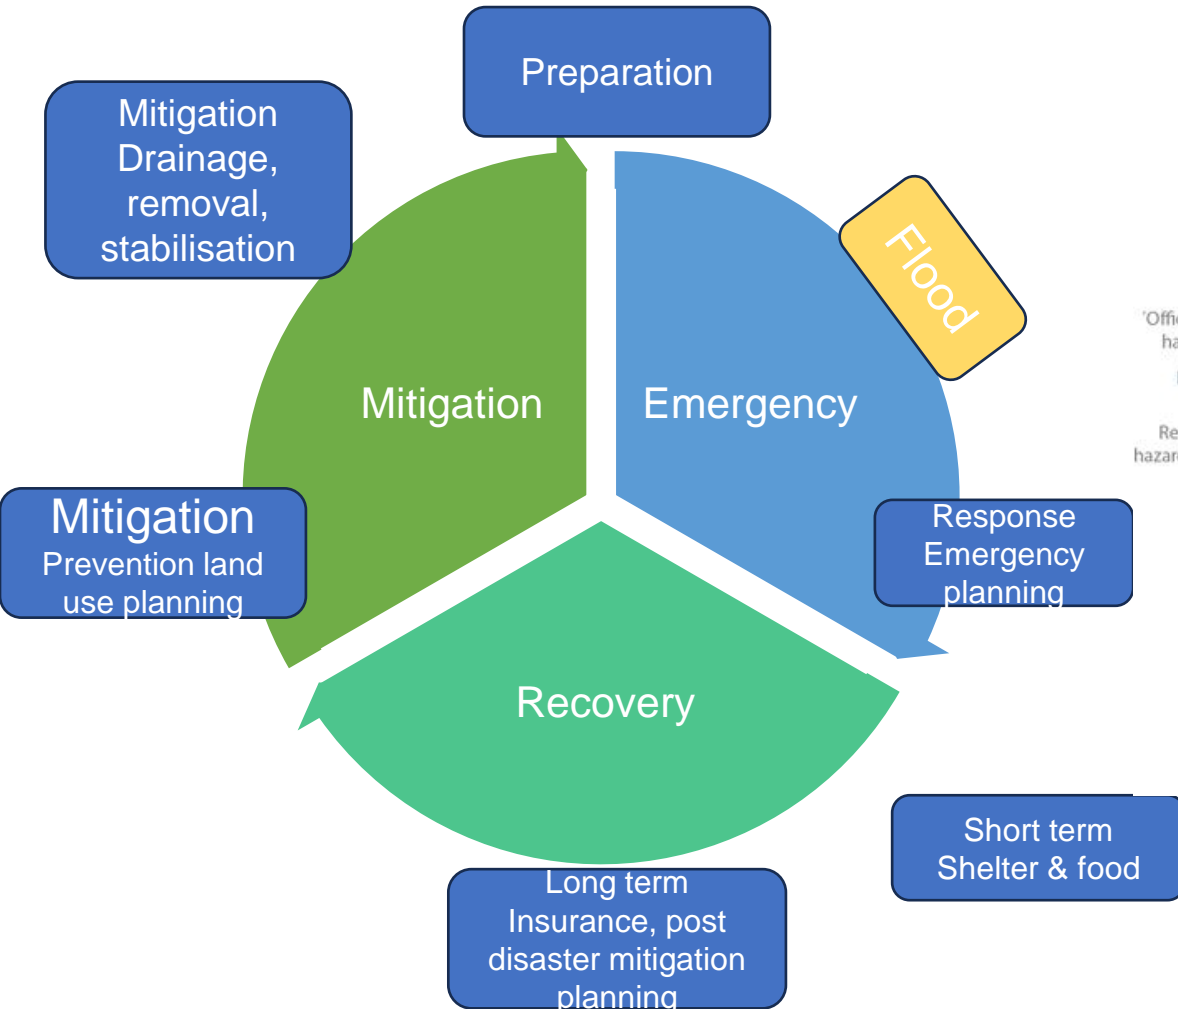 Preparation
Mitigation
Drainage,
removal,
stabilisation
Flood
Mitigation
Emergency
Mitigation
Prevention land
use planning
Response
Emergency
planning
Recovery
Short term
Shelter & food
Long term
Insurance, post
disaster mitigation
planning